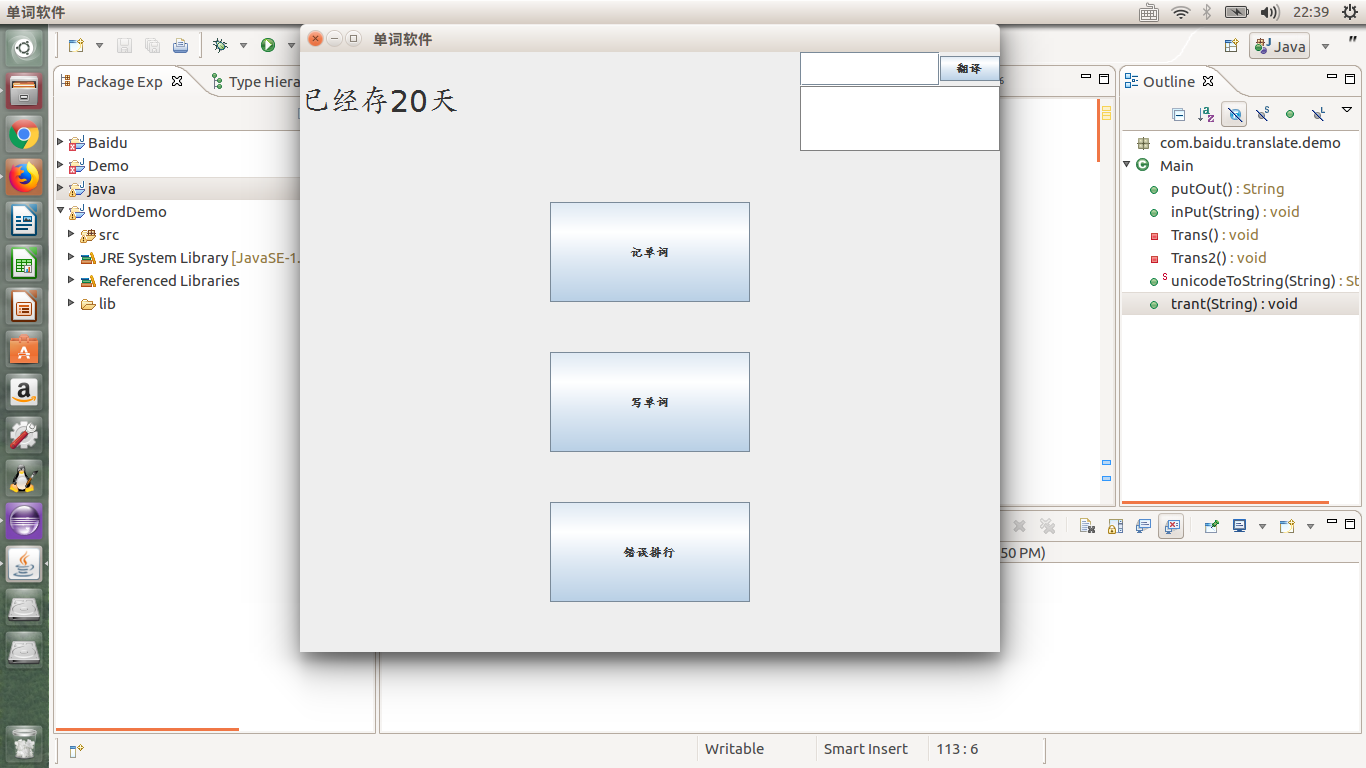 单词软件
22:39
单词软件
Java
Package Exp
Type Hiera
翻译
Outline
已经存20天
Baidu
Demo
java
WordDemo
src
JRE System Library [JavaSE-1.
Referenced Libraries
lib
记单词
写单词
错误排行
com.baidu.translate.demo
Main
putOut() : String
inPut(String) : void
Trans() : void
Trans2() : void
unicodeToString(String) : St
trant(String) : void
50 PM)
Writable
Smart Insert
113 : 6